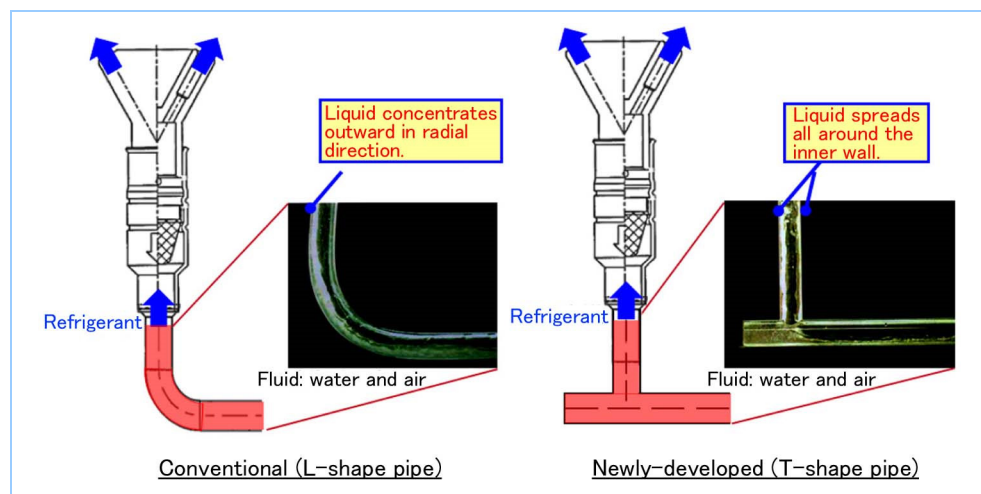 Liquid concentrates
outward in radial
direction.
Refrigerant
Fluid: water and air
Conventional (L-shape pipe)
Liquid spreads
all around the
inner wall.
Refrigerant
Fluid: water and air
Newly-developed (T-shape pipe)